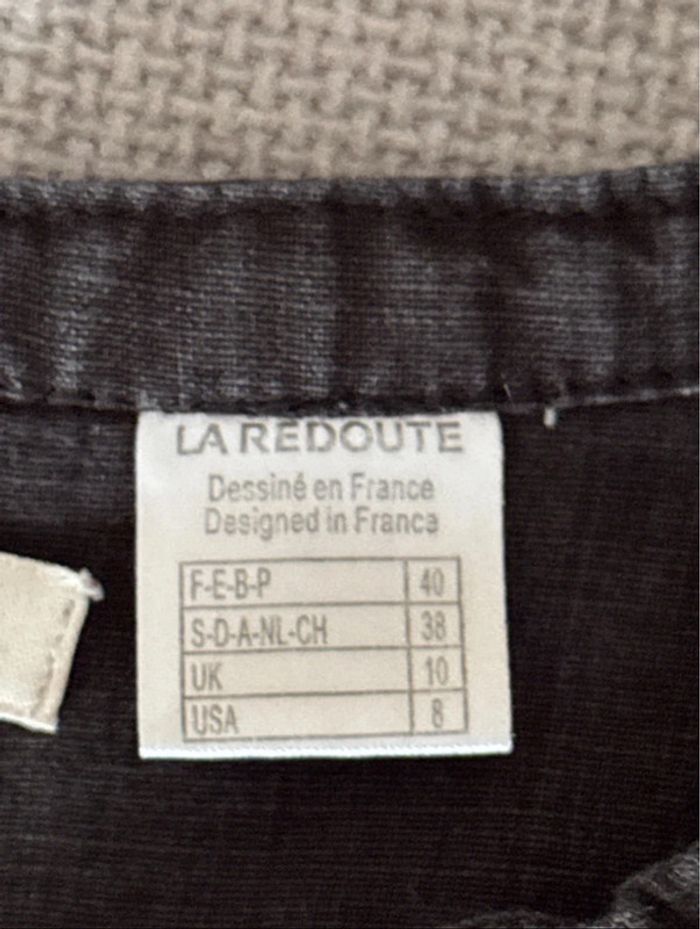 LA REDOUTE
Dessiné en France
Designed in France
F-E-B-P 40
S-D-A-NL-CH 38
UK 10
USA 8